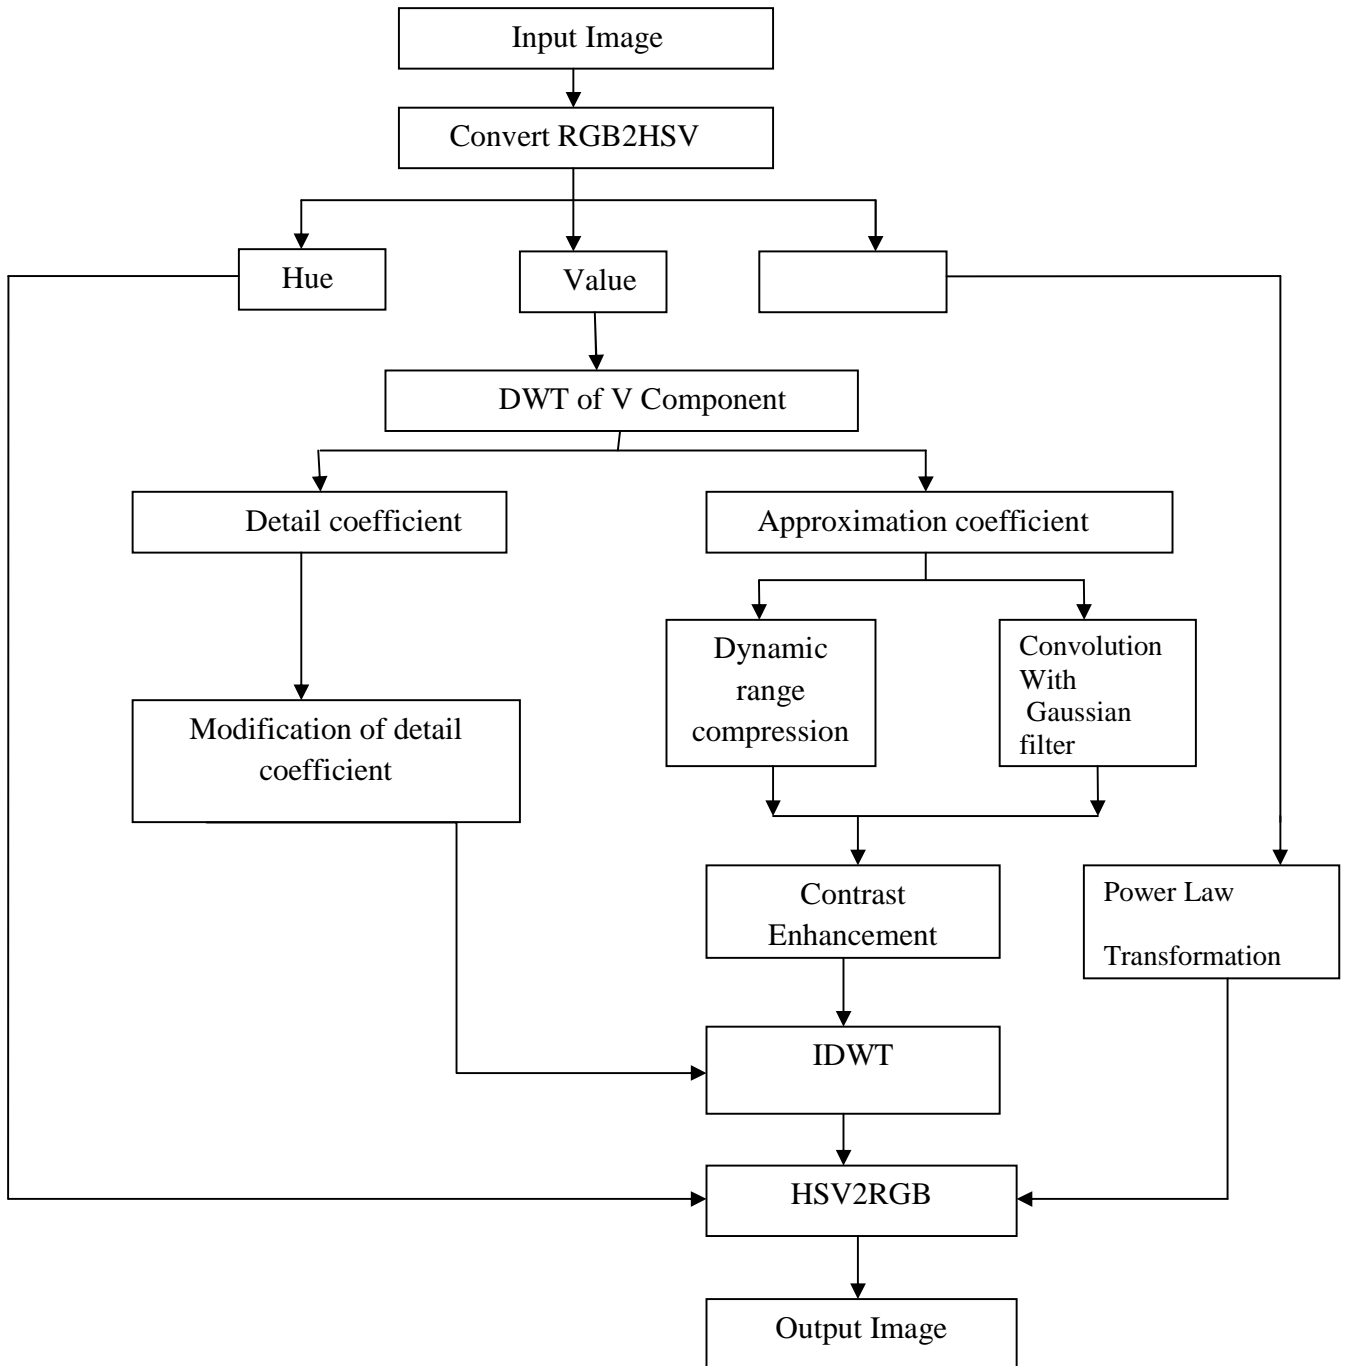 Input Image
Convert RGB2HSV
Hue
Value
DWT of V Component
Detail coefficient
Approximation coefficient
Dynamic
range
compression
Convolution
With
Gaussian
filter
Modification of detail
coefficient
Contrast
Enhancement
Power Law
Transformation
IDWT
HSV2RGB
Output Image